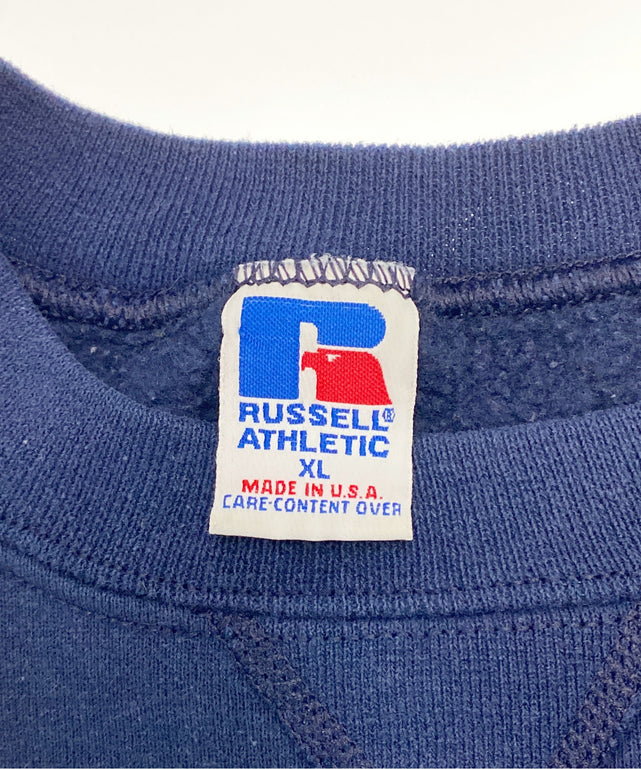 RUSSELL®
ATHLETIC
XL
MADE IN U.S.A.
CARE-CONTENT OVER